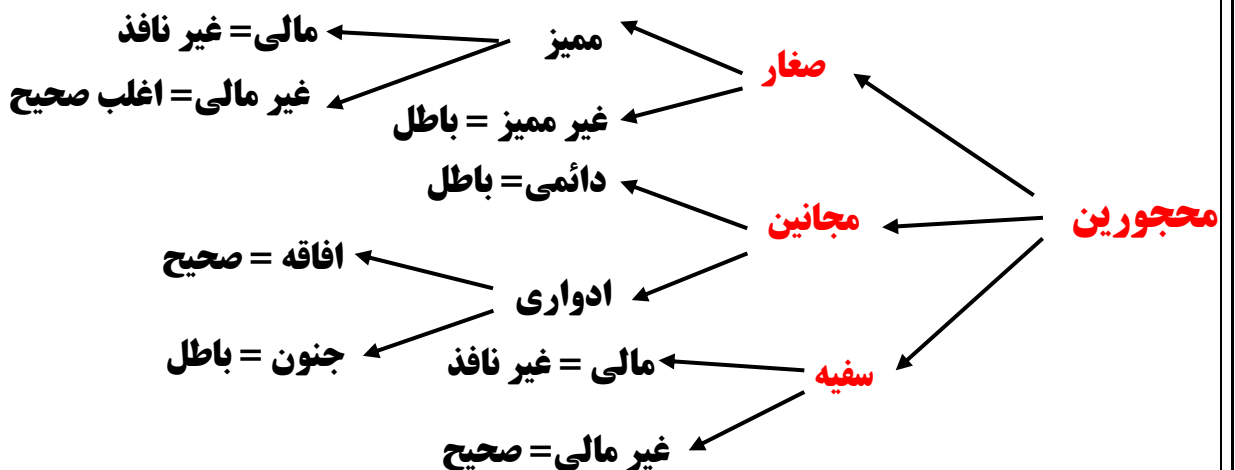 محجورین
صغار
ممیز
مالی= غیر نافذ
غیر مالی= اغلب صحیح
غیر ممیز = باطل
مجانین
دائمی= باطل
ادواری
افاقه = صحیح
جنون = باطل
سفیه
مالی = غیر نافذ
غیر مالی= صحیح